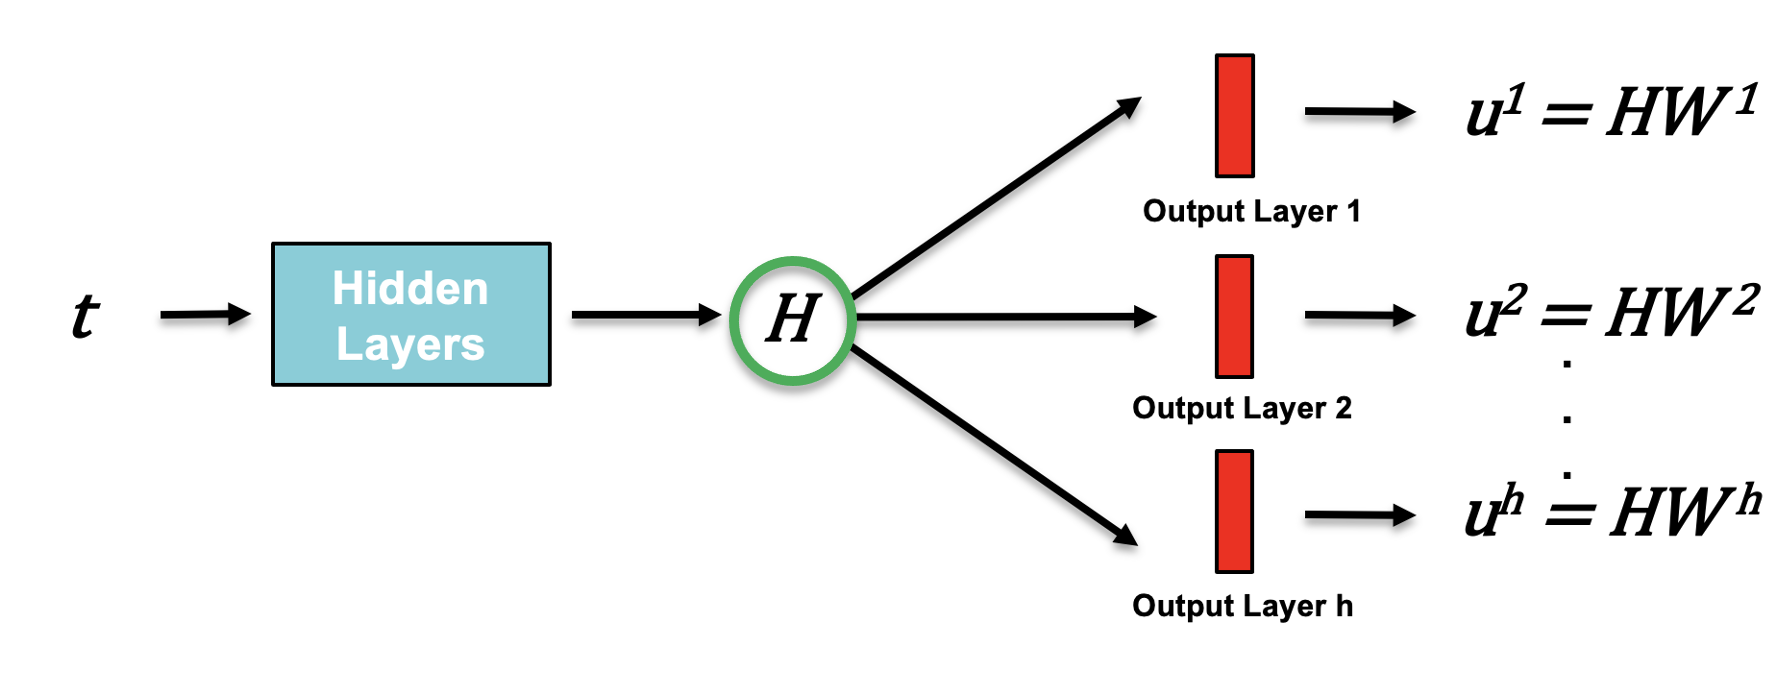 t
Hidden
Layers
H
Output Layer 1
u¹ = HW¹
Output Layer 2
u² = HW²
.
.
.
Output Layer h
uʰ = HWʰ